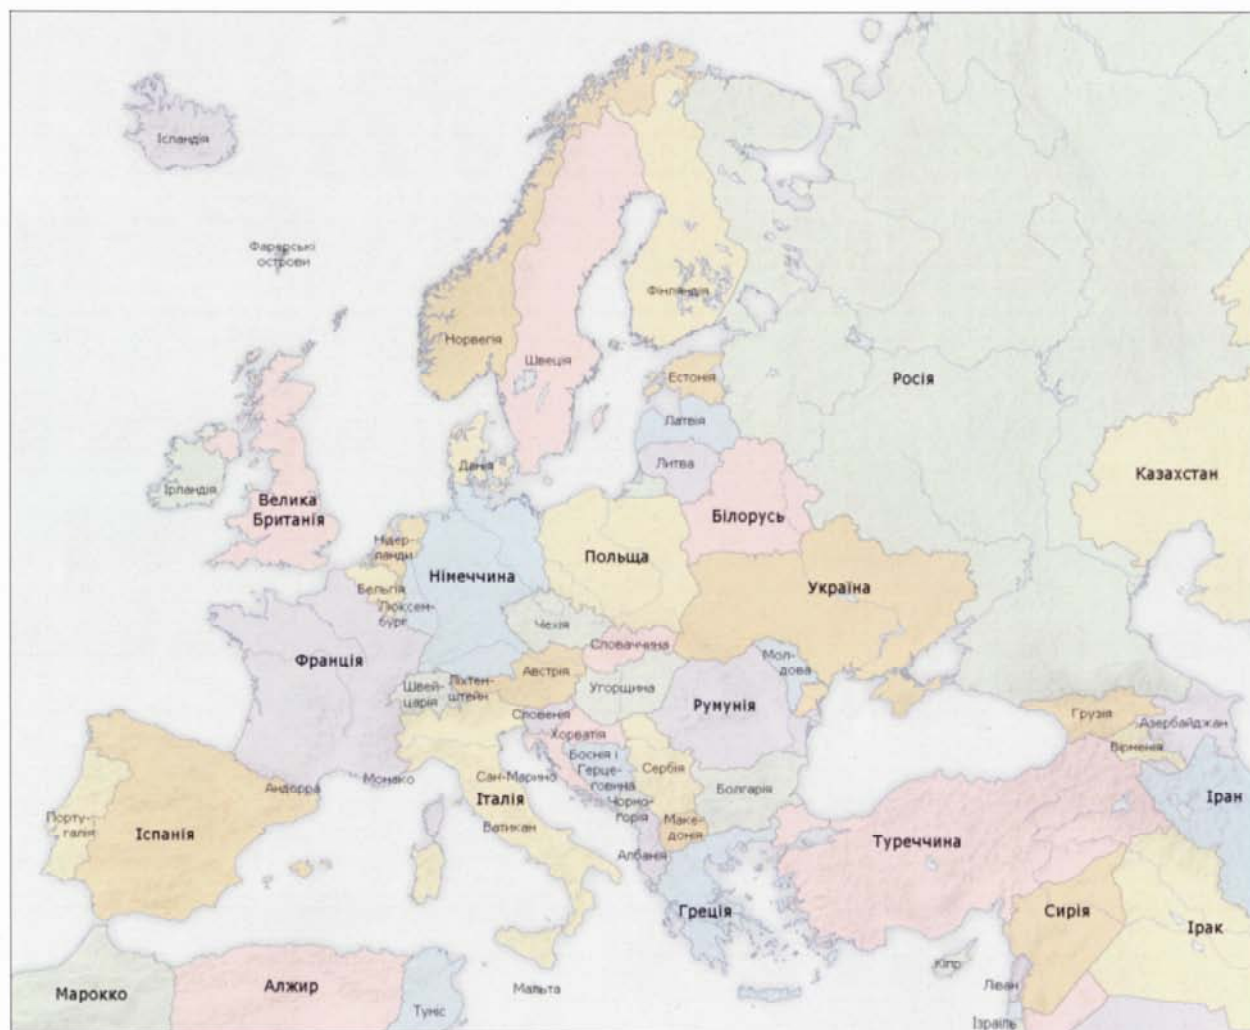 Ісландія
Фарерські
острови
Норвегія
Швеція
Фінляндія
Естонія
Росія
Латвія
Литва
Данія
Ірландія
Велика
Британія
Білорусь
Казахстан
Нідер-
ланди
Бельгія
Люксем-
бург
Німеччина
Польща
Україна
Чехія
Словаччина
Франція
Швей-
царія
Ліхтен-
штейн
Австрія
Угорщина
Мол-
дова
Румунія
Словенія
Хорватія
Боснія і
Герце-
говина
Сербія
Грузія
Азербайджан
Вірменія
Іран
Монако
Андорра
Сан-Марино
Італія
Ватикан
Чорно-
горія
Маке-
донія
Болгарія
Албанія
Порту-
галія
Іспанія
Туреччина
Греція
Сирія
Ірак
Кіпр
Ліван
Ізраїль
Мальта
Марокко
Алжир
Туніс